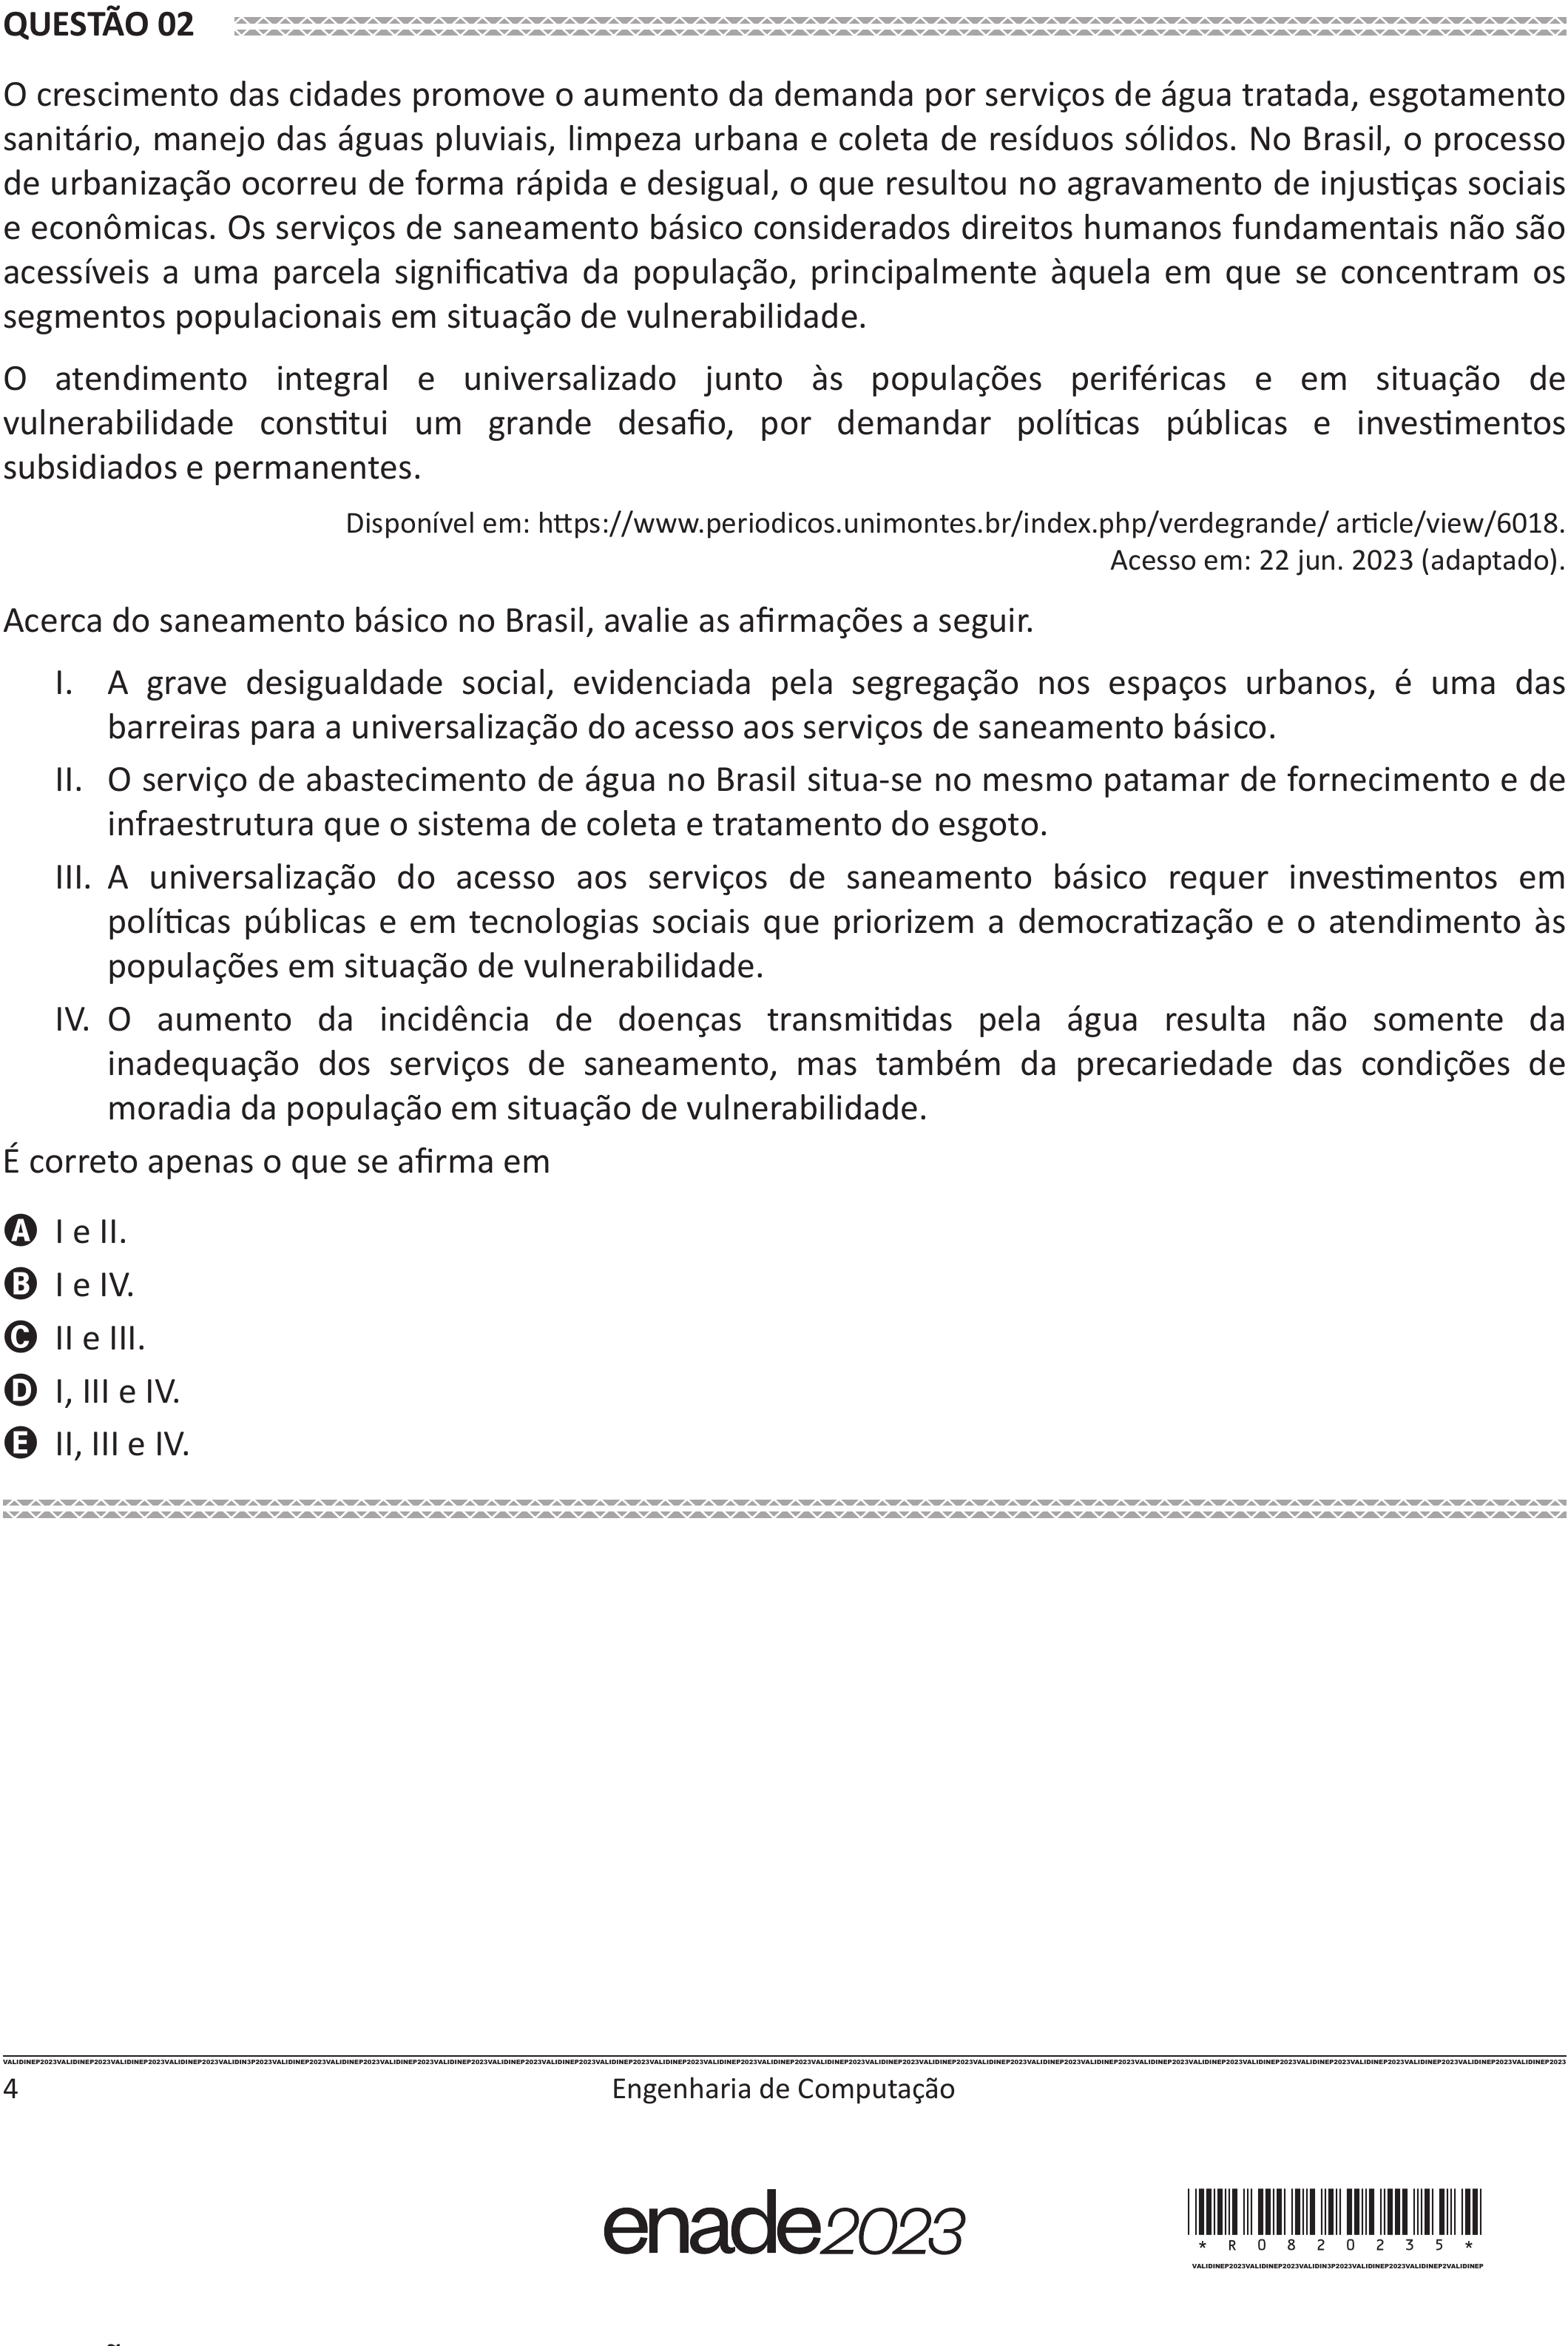 QUESTÃO 02
O crescimento das cidades promove o aumento da demanda por serviços de água tratada, esgotamento
sanitário, manejo das águas pluviais, limpeza urbana e coleta de resíduos sólidos. No Brasil, o processo
de urbanização ocorreu de forma rápida e desigual, o que resultou no agravamento de injustiças sociais
e econômicas. Os serviços de saneamento básico considerados direitos humanos fundamentais não são
acessíveis a uma parcela significativa da população, principalmente àquela em que se concentram os
segmentos populacionais em situação de vulnerabilidade.
O atendimento integral e universalizado junto às populações periféricas e em situação de
vulnerabilidade constitui um grande desafio, por demandar políticas públicas e investimentos
subsidiados e permanentes.
Disponível em: https://www.periodicos.unimontes.br/index.php/verdegrande/ article/view/6018.
Acesso em: 22 jun. 2023 (adaptado).
Acerca do saneamento básico no Brasil, avalie as afirmações a seguir.
I. A grave desigualdade social, evidenciada pela segregação nos espaços urbanos, é uma das
barreiras para a universalização do acesso aos serviços de saneamento básico.
II. O serviço de abastecimento de água no Brasil situa-se no mesmo patamar de fornecimento e de
infraestrutura que o sistema de coleta e tratamento do esgoto.
III. A universalização do acesso aos serviços de saneamento básico requer investimentos em
políticas públicas e em tecnologias sociais que priorizem a democratização e o atendimento às
populações em situação de vulnerabilidade.
IV. O aumento da incidência de doenças transmitidas pela água resulta não somente da
inadequação dos serviços de saneamento, mas também da precariedade das condições de
moradia da população em situação de vulnerabilidade.
É correto apenas o que se afirma em
A I e II.
B I e IV.
C II e III.
D I, III e IV.
E II, III e IV.
VALIDINEP2023VALIDINEP2023VALIDINEP2023VALIDINEP2023VALIDIN3P2023VALIDINEP2023VALIDINEP2023VALIDINEP2023VALIDINEP2023VALIDINEP2023VALIDINEP2023VALIDINEP2023VALIDINEP2023VALIDINEP2023VALIDINEP2023VALIDINEP2023VALIDINEP2023VALIDINEP2023VALIDINEP2023VALIDINEP2023VALIDINEP2023VALIDINEP2023VALIDINEP2023VALIDINEP2023VALIDINEP2023VALIDINEP2023VALIDINEP2023VALIDINEP2023VALIDINEP2023
4
Engenharia de Computação
enade2023
* R 0 8 2 0 2 3 5 *
VALIDINEP2023VALIDINEP2023VALIDIN3P2023VALIDINEP2023VALIDINEP2VALIDINEP